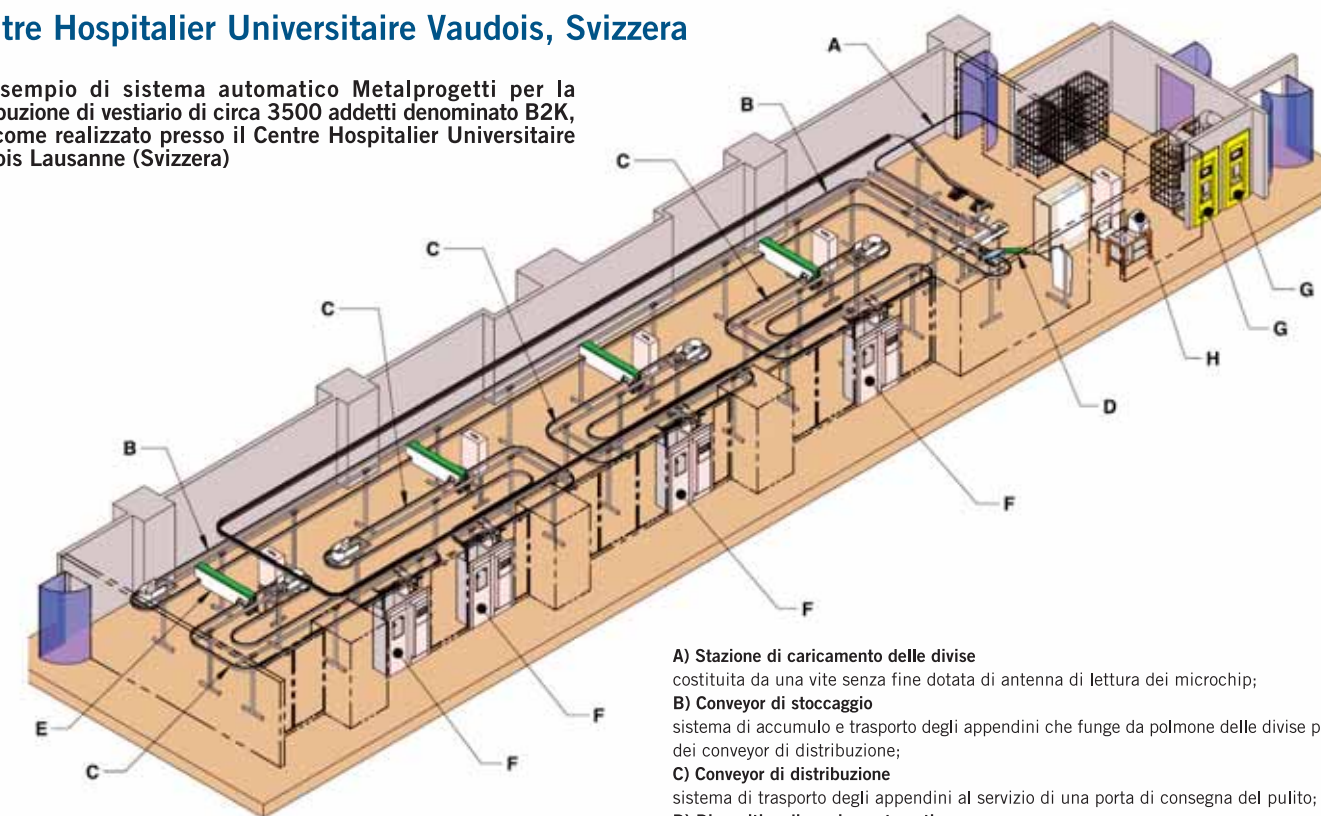 tre Hospitalier Universitaire Vaudois, Svizzera
sempio di sistema automatico Metalprogetti per la
buzione di vestiario di circa 3500 addetti denominato B2K,
come realizzato presso il Centre Hospitalier Universitaire
ois Lausanne (Svizzera)
A
B
C
C
C
B
G
G
H
D
F
F
F
F
E
C
A) Stazione di caricamento delle divise
costituita da una vite senza fine dotata di antenna di lettura dei microchip;
B) Conveyor di stoccaggio
sistema di accumulo e trasporto degli appendini che funge da polmone delle divise p
dei conveyor di distribuzione;
C) Conveyor di distribuzione
sistema di trasporto degli appendini al servizio di una porta di consegna del pulito;